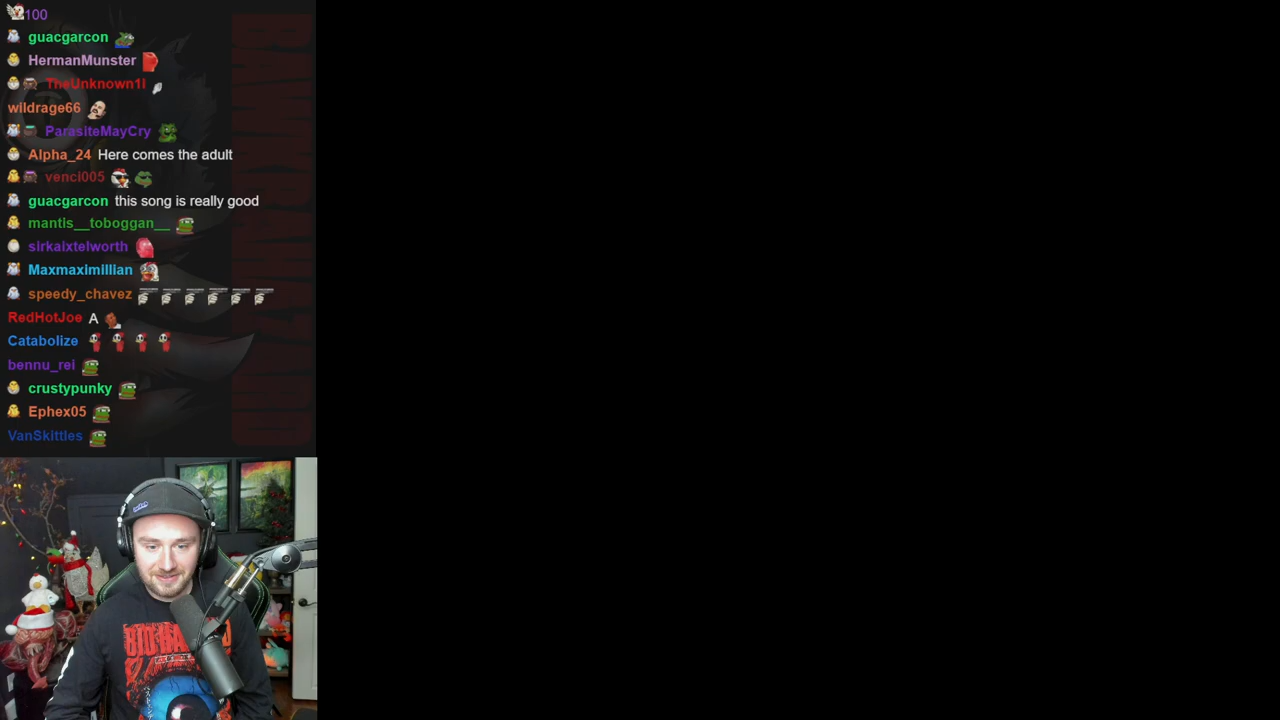 100
guacgarcon
HermanMunster
TheUnknown1I
wildrage66
ParasiteMayCry
Alpha_24 Here comes the adult
venci005
guacgarcon this song is really good
mantis__toboggan__
sirkaixtelworth
Maxmaximillian
speedy_chavez
RedHotJoe A
Catabolize
bennu_rei
crustypunky
Ephex05
VanSkittles